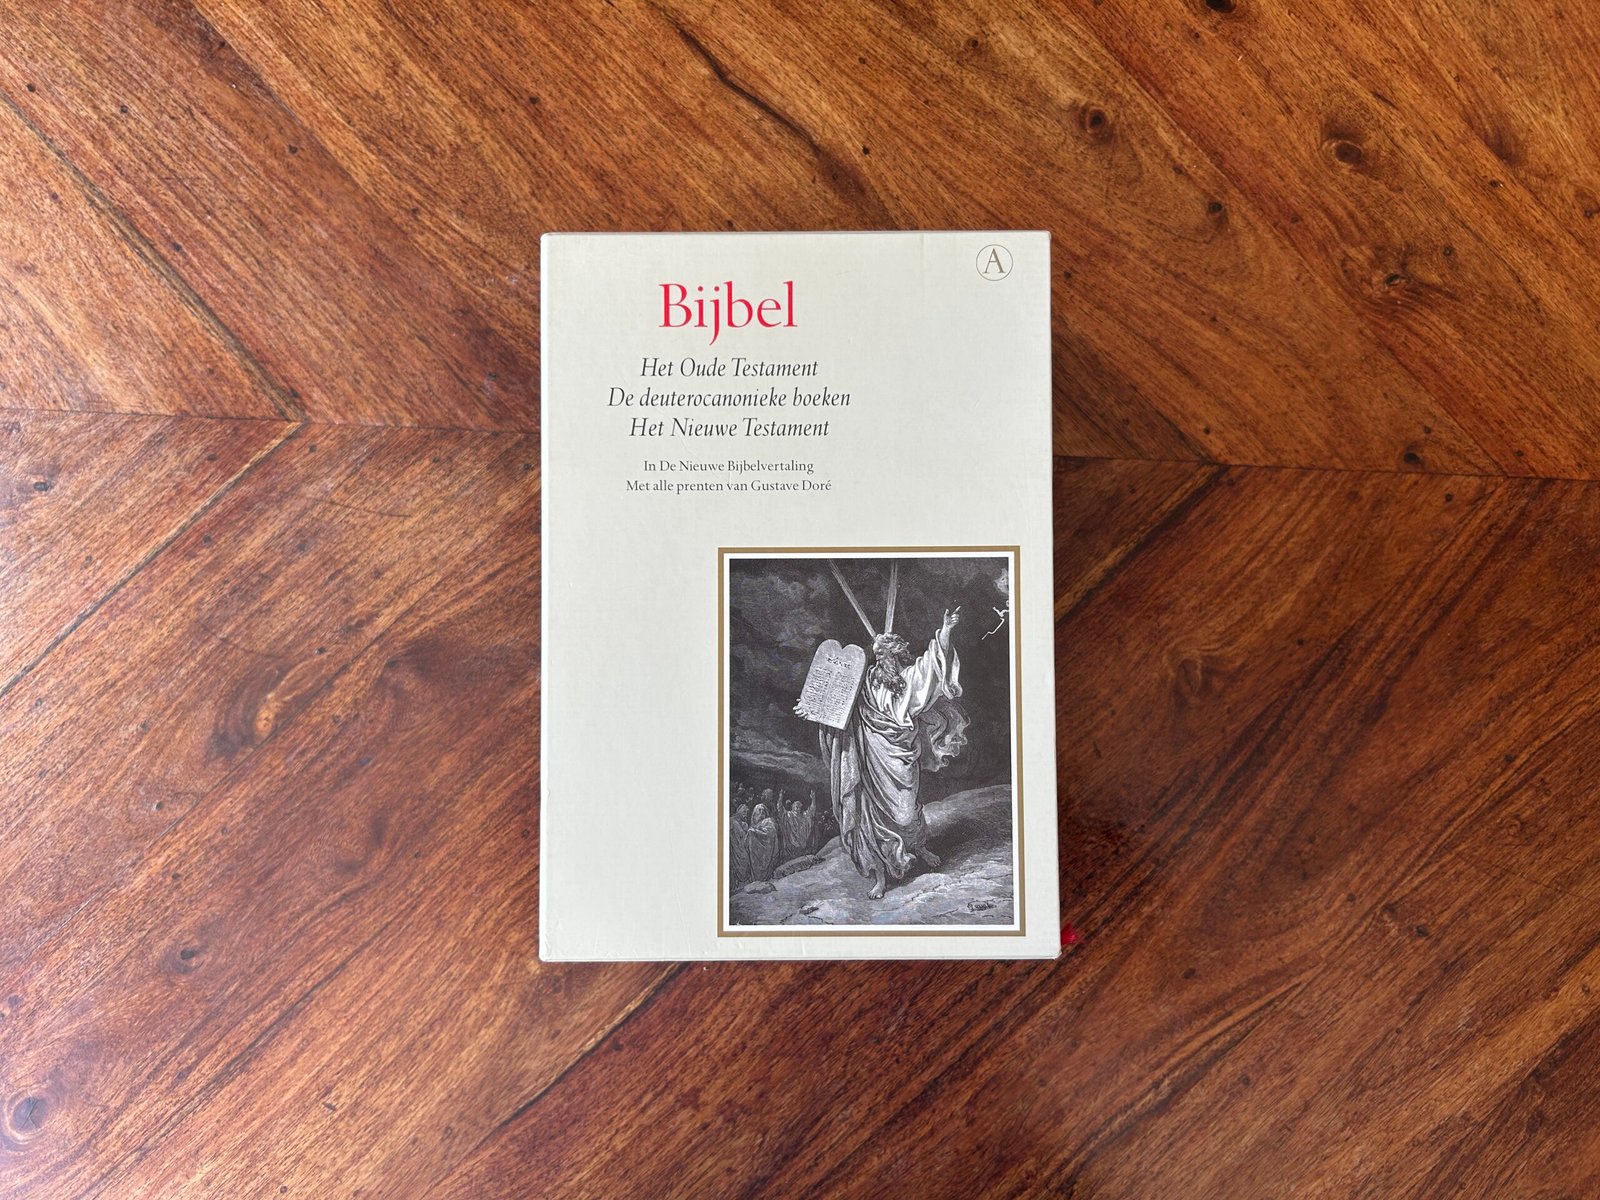 A
Bijbel
Het Oude Testament
De deuterocanonieke boeken
Het Nieuwe Testament
In De Nieuwe Bijbelvertaling
Met alle prenten van Gustave Doré